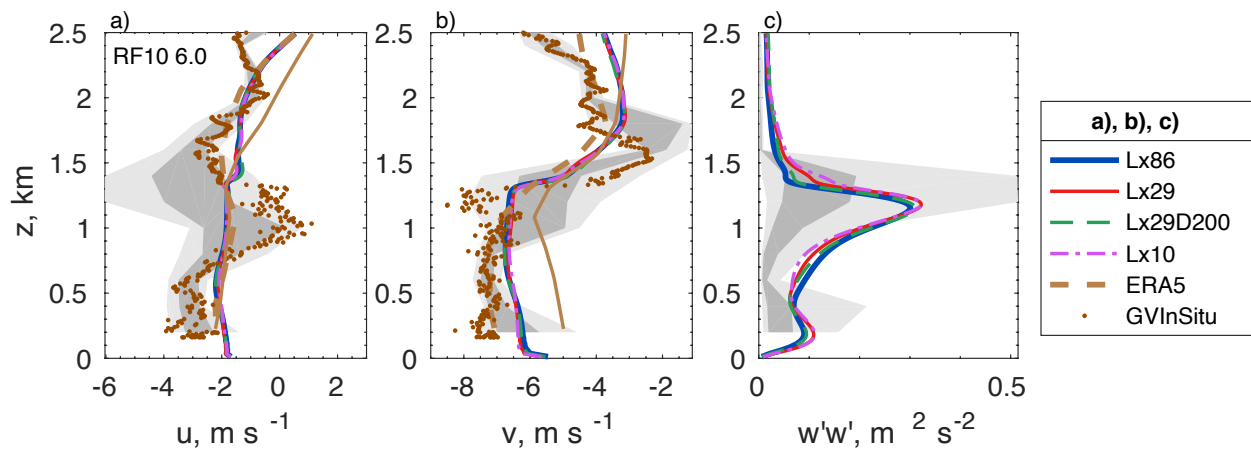 a)
b)
c)
RF10 6.0
2.5
2
1.5
1
0.5
0
z, km
-6 -4 -2 0 2
u, m s -1
2.5
2
1.5
1
0.5
0
-8 -6 -4 -2
v, m s -1
2.5
2
1.5
1
0.5
0
0 0.5
w'w', m 2 s-2
a), b), c)
Lx86
Lx29
Lx29D200
Lx10
ERA5
GVInSitu